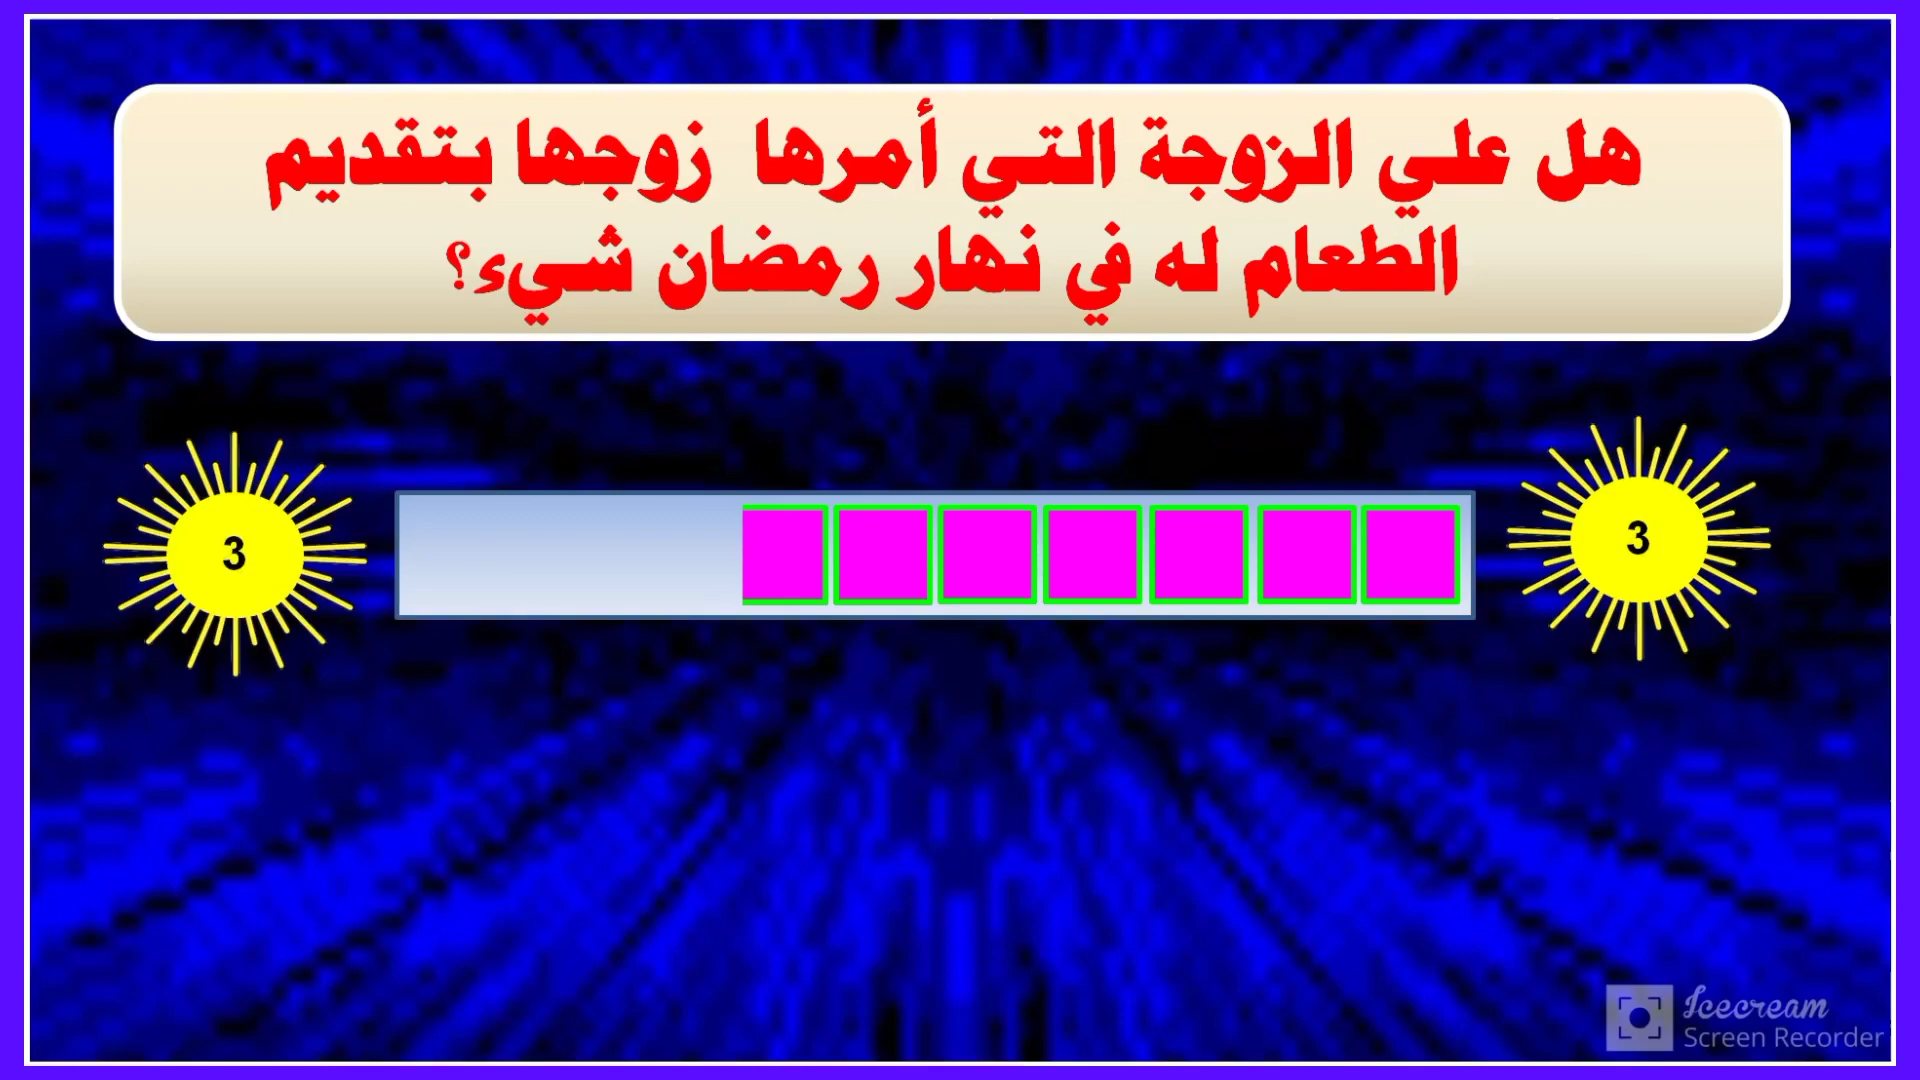 هل علي الزوجة التي أمرها زوجها بتقديم
الطعام له في نهار رمضان شيء؟
3
3
Icecream
Screen Recorder